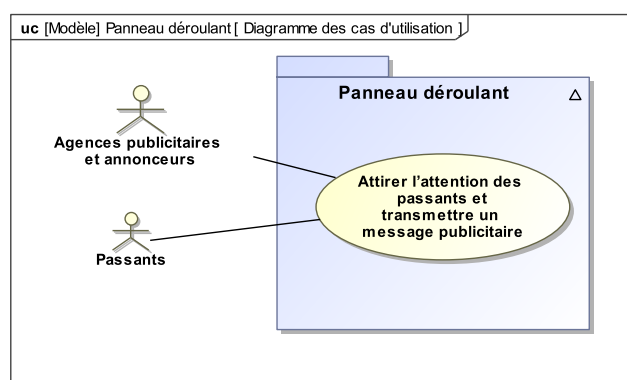 uc [Modèle] Panneau déroulant [ Diagramme des cas d'utilisation ]
Panneau déroulant
Agences publicitaires
et annonceurs
Attirer l'attention des
passants et
transmettre un
message publicitaire
Passants